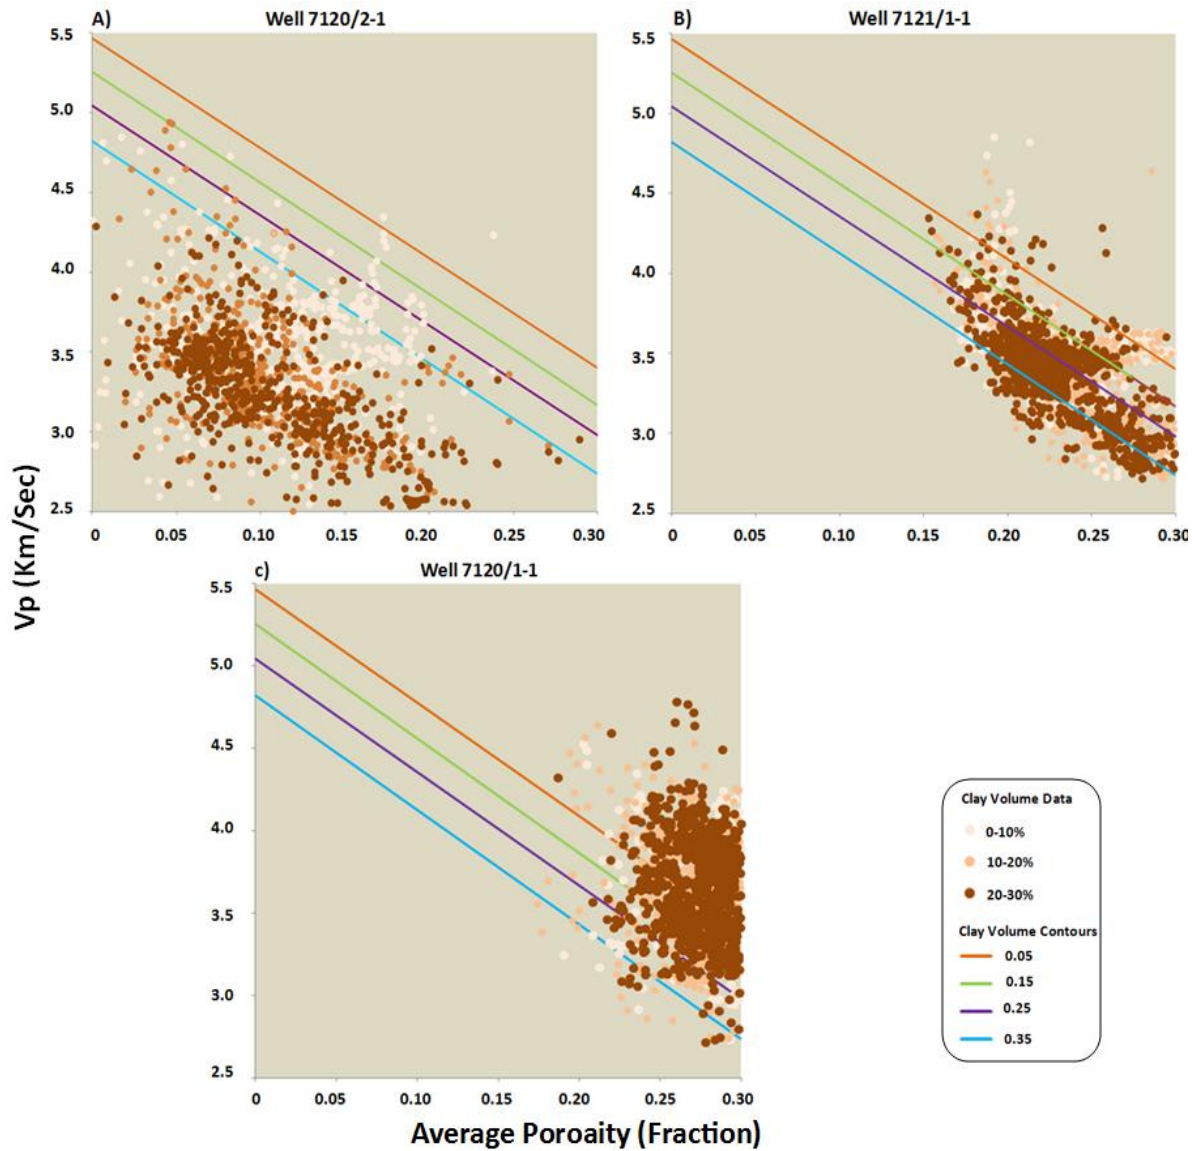 A)
Well 7120/2-1
5.5
5.0
4.5
4.0
3.5
3.0
2.5
0 0.05 0.10 0.15 0.20 0.25 0.30
B)
Well 7121/1-1
5.5
5.0
4.5
4.0
3.5
3.0
2.5
0 0.05 0.10 0.15 0.20 0.25 0.30
Vp (Km/Sec)
c)
Well 7120/1-1
5.5
5.0
4.5
4.0
3.5
3.0
2.5
0 0.05 0.10 0.15 0.20 0.25 0.30
Average Poroaity (Fraction)
Clay Volume Data
0-10%
10-20%
20-30%
Clay Volume Contours
0.05
0.15
0.25
0.35